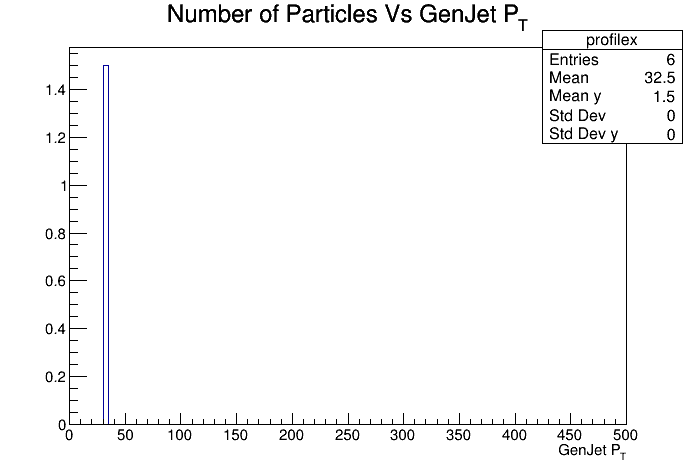 Number of Particles Vs GenJet P_T
profilex
Entries 6
Mean 32.5
Mean y 1.5
Std Dev 0
Std Dev y 0
1.4
1.2
1
0.8
0.6
0.4
0.2
0
0 50 100 150 200 250 300 350 400 450 500
GenJet P_T